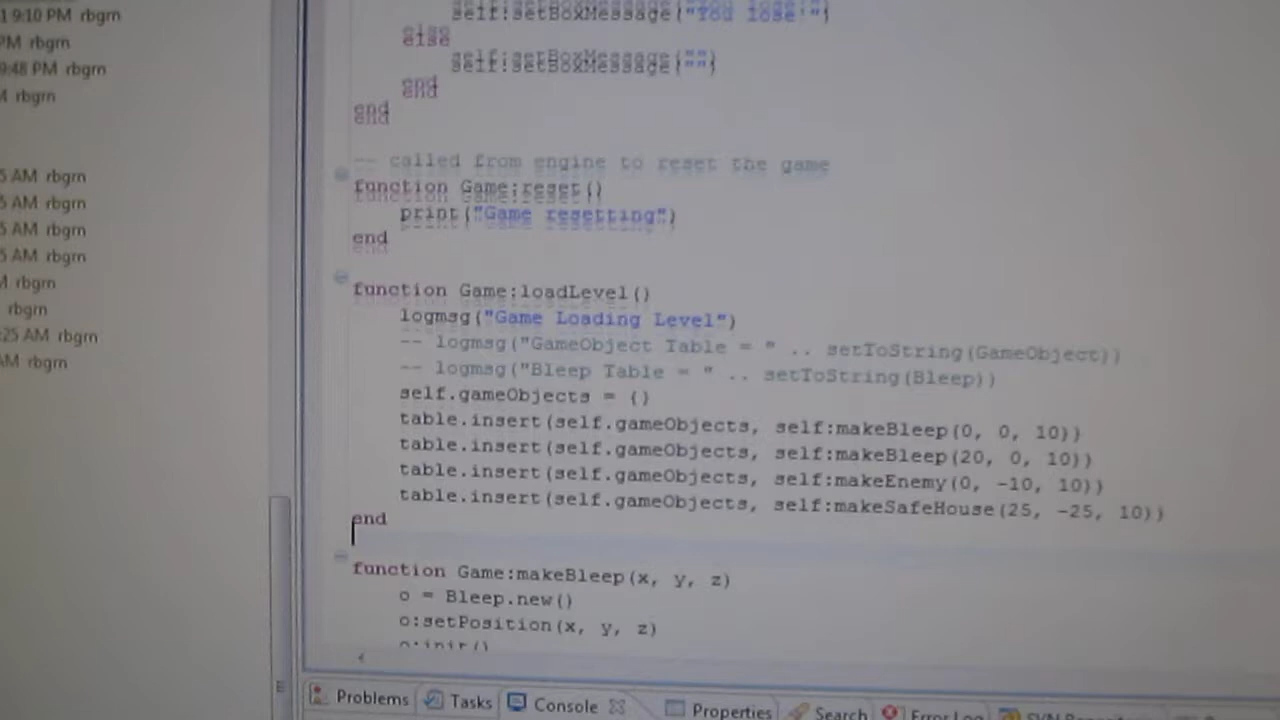 1 9:10 PM rbgrn
PM rbgrn
9:48 PM rbgrn
M rbgrn
5 AM rbgrn
5 AM rbgrn
5 AM rbgrn
5 AM rbgrn
M rbgrn
rbgrn
:25 AM rbgrn
AM rbgrn
self:setBoxMessage("You lose!")
else
self:setBoxMessage("")
end
end
-- called from engine to reset the game
function Game:reset()
print("Game resetting")
end
function Game:loadLevel()
logmsg("Game Loading Level")
-- logmsg("GameObject Table = " .. setToString(GameObject))
-- logmsg("Bleep Table = " .. setToString(Bleep))
self.gameObjects = {}
table.insert(self.gameObjects, self:makeBleep(0, 0, 10))
table.insert(self.gameObjects, self:makeBleep(20, 0, 10))
table.insert(self.gameObjects, self:makeEnemy(0, -10, 10))
table.insert(self.gameObjects, self:makeSafeHouse(25, -25, 10))
end
function Game:makeBleep(x, y, z)
o = Bleep.new()
o:setPosition(x, y, z)
o:init()
Problems Tasks Console Properties Search Error Log SVN